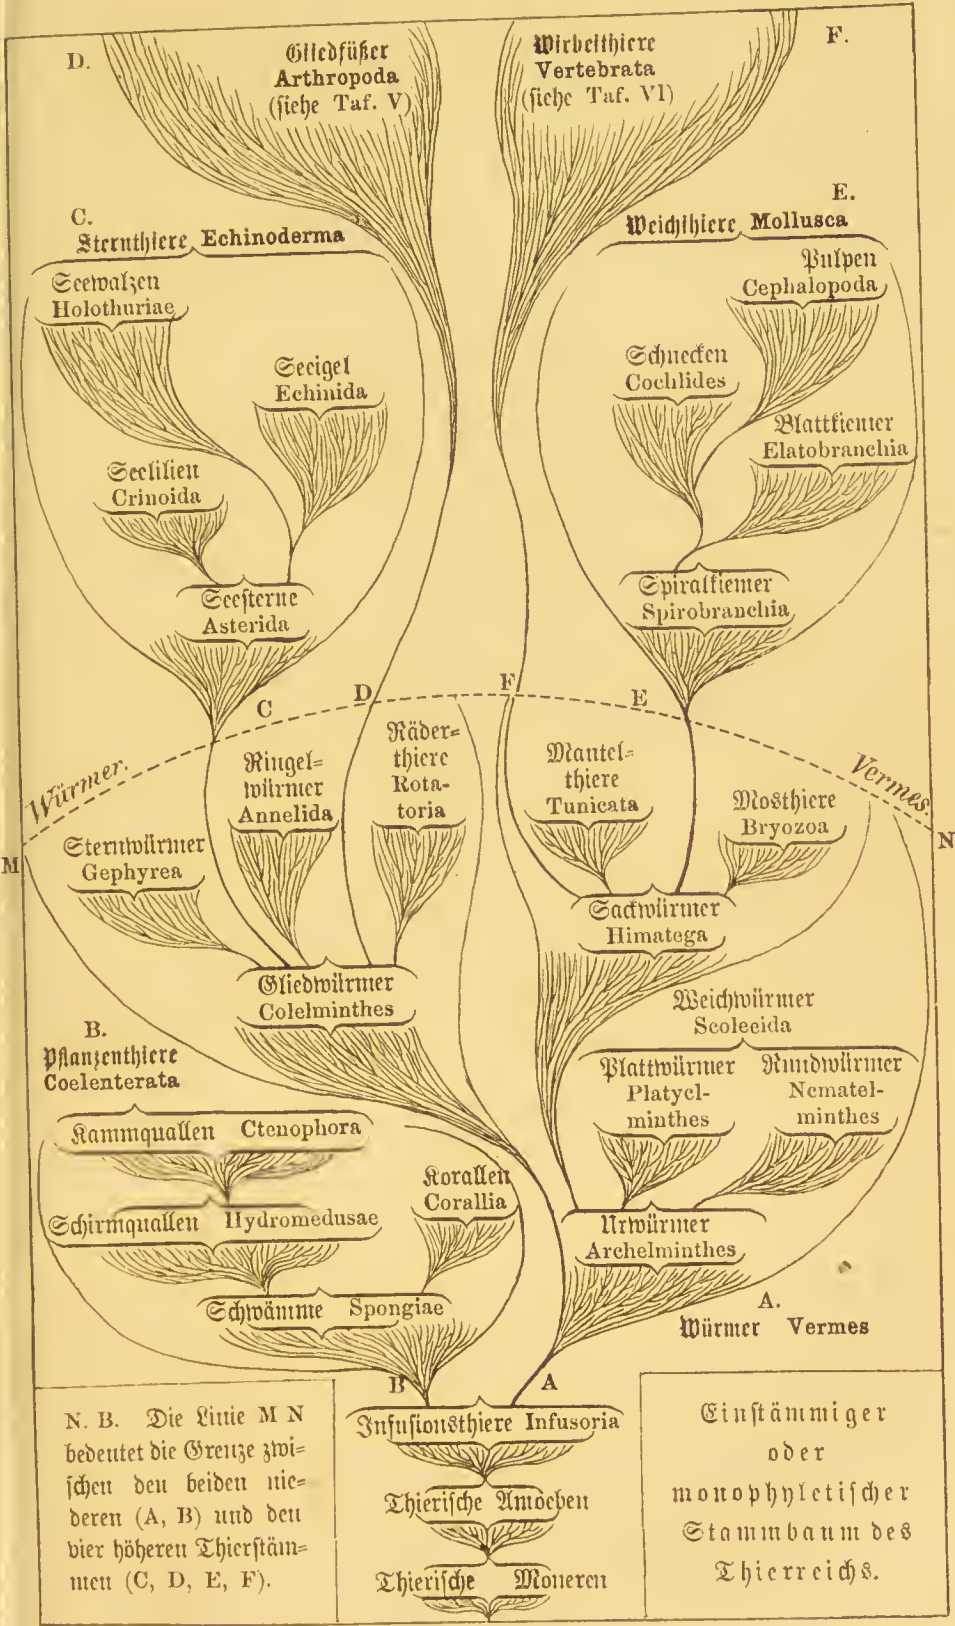 D.
Gliedfüßer
Arthropoda
(siehe Taf. V)
Wirbelthiere
Vertebrata
(siehe Taf. VI)
F.
C.
Sternthiere Echinoderma
Seewalzen
Holothuriae
Seeigel
Echinida
Seelilien
Crinoida
Seesterne
Asterida
E.
Weichthiere Mollusca
Pulpen
Cephalopoda
Schnecken
Cochlides
Blattkiemer
Elatobranchia
Spiralkiemer
Spirobranchia
C
D
F
E
Würmer.
Vermes.
M
N
Sternwürmer
Gephyrea
Ringel=
würmer
Annelida
Räder=
thiere
Rota-
toria
Mantel=
thiere
Tunicata
Mosthiere
Bryozoa
Sackwürmer
Himatega
Gliedwürmer
Colelminthes
Weichwürmer
Scolecida
Plattwürmer
Platyel-
minthes
Rundwürmer
Nematel-
minthes
Urwürmer
Archelminthes
A.
Würmer Vermes
B.
Pflanzenthiere
Coelenterata
Kammquallen Ctenophora
Schirmquallen Hydromedusae
Korallen
Corallia
Schwämme Spongiae
B
A
Infusionsthiere Infusoria
Thierische Amoeben
Thierische Moneren
N. B. Die Linie M N
bedeutet die Grenze zwi=
schen den beiden nie=
deren (A, B) und den
vier höheren Thierstäm=
men (C, D, E, F).
Einstämmiger
oder
monophyletischer
Stammbaum des
Thierreichs.